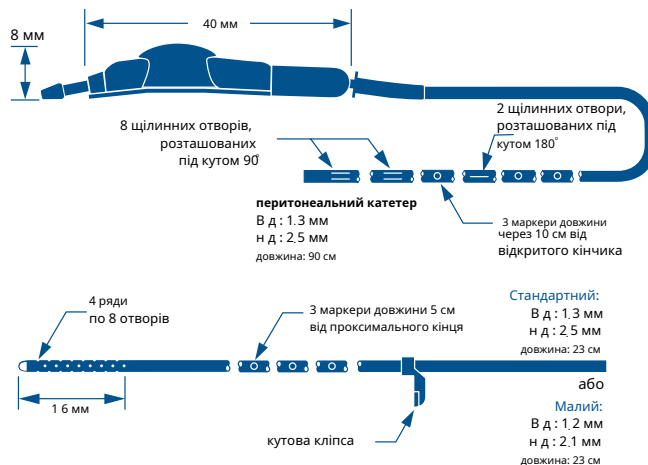 40 мм
8 мм
8 щілинних отворів,
розташованих
під кутом 90°
2 щілинних отвори,
розташованих під
кутом 180°
перитонеальний катетер
В д : 1.3 мм
н д : 2.5 мм
довжина: 90 см
3 маркери довжини
через 10 см від
відкритого кінчика
4 ряди
по 8 отворів
3 маркери довжини 5 см
від проксимального кінця
Стандартний:
В д : 1.3 мм
н д : 2.5 мм
довжина: 23 см
1 6 мм
або
кутова кліпса
Малий:
В д : 1.2 мм
н д : 2.1 мм
довжина: 23 см